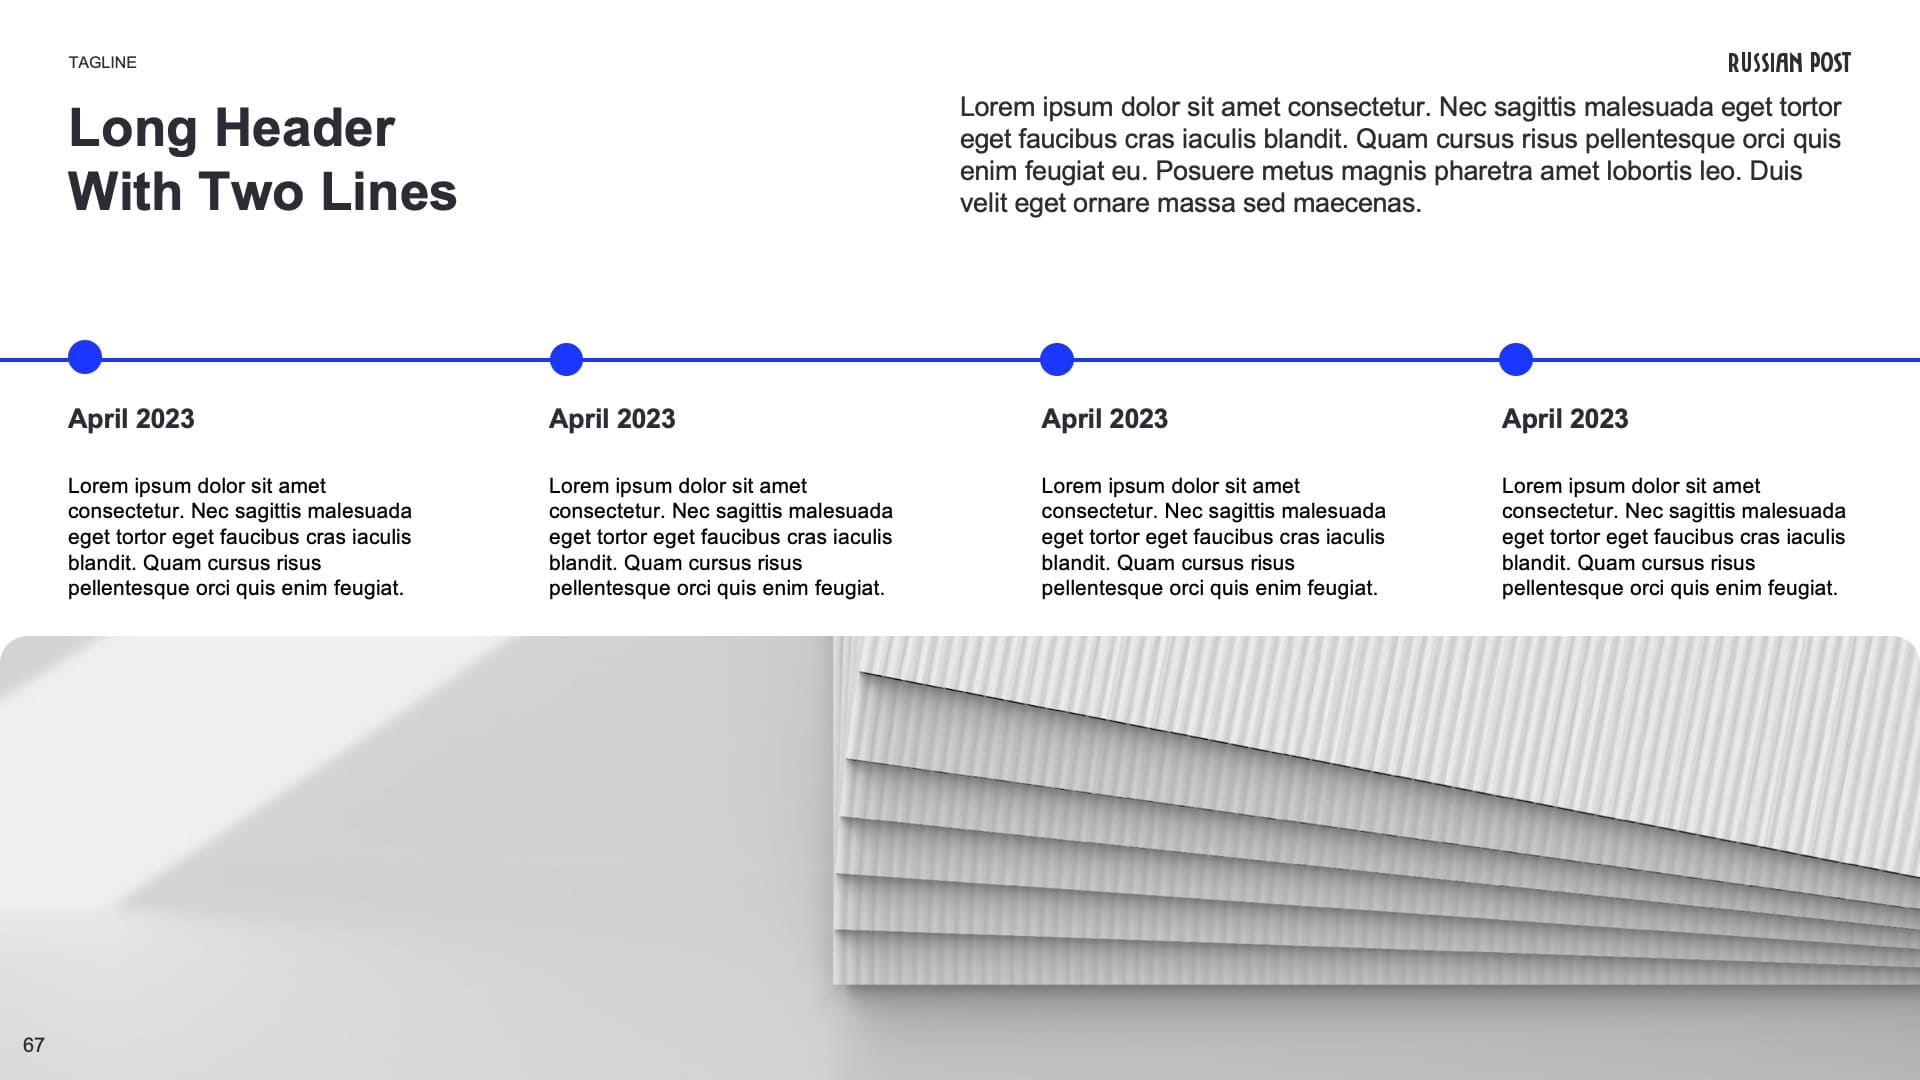 TAGLINE
RUSSIAN POST
Long Header
With Two Lines
Lorem ipsum dolor sit amet consectetur. Nec sagittis malesuada eget tortor
eget faucibus cras iaculis blandit. Quam cursus risus pellentesque orci quis
enim feugiat eu. Posuere metus magnis pharetra amet lobortis leo. Duis
velit eget ornare massa sed maecenas.
April 2023
Lorem ipsum dolor sit amet
consectetur. Nec sagittis malesuada
eget tortor eget faucibus cras iaculis
blandit. Quam cursus risus
pellentesque orci quis enim feugiat.
April 2023
Lorem ipsum dolor sit amet
consectetur. Nec sagittis malesuada
eget tortor eget faucibus cras iaculis
blandit. Quam cursus risus
pellentesque orci quis enim feugiat.
April 2023
Lorem ipsum dolor sit amet
consectetur. Nec sagittis malesuada
eget tortor eget faucibus cras iaculis
blandit. Quam cursus risus
pellentesque orci quis enim feugiat.
April 2023
Lorem ipsum dolor sit amet
consectetur. Nec sagittis malesuada
eget tortor eget faucibus cras iaculis
blandit. Quam cursus risus
pellentesque orci quis enim feugiat.
67